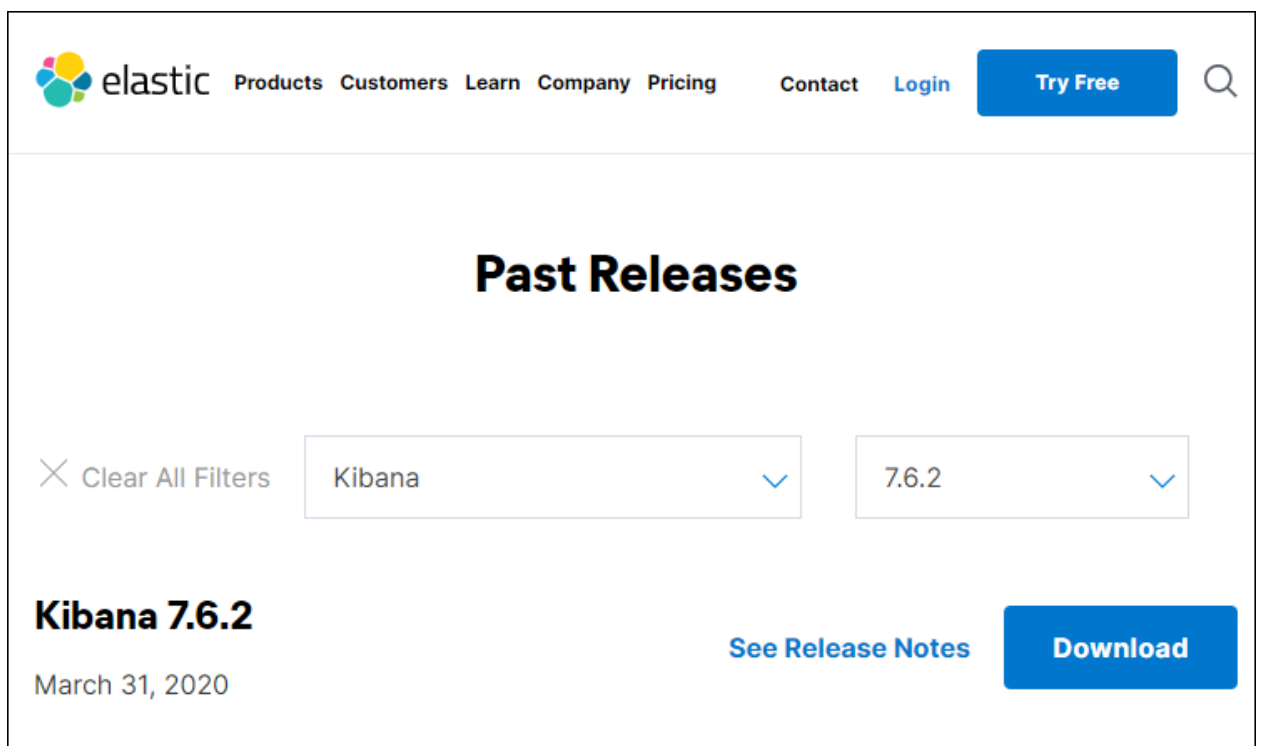 elastic Products Customers Learn Company Pricing Contact Login Try Free
Past Releases
Clear All Filters Kibana 7.6.2
Kibana 7.6.2
See Release Notes Download
March 31, 2020